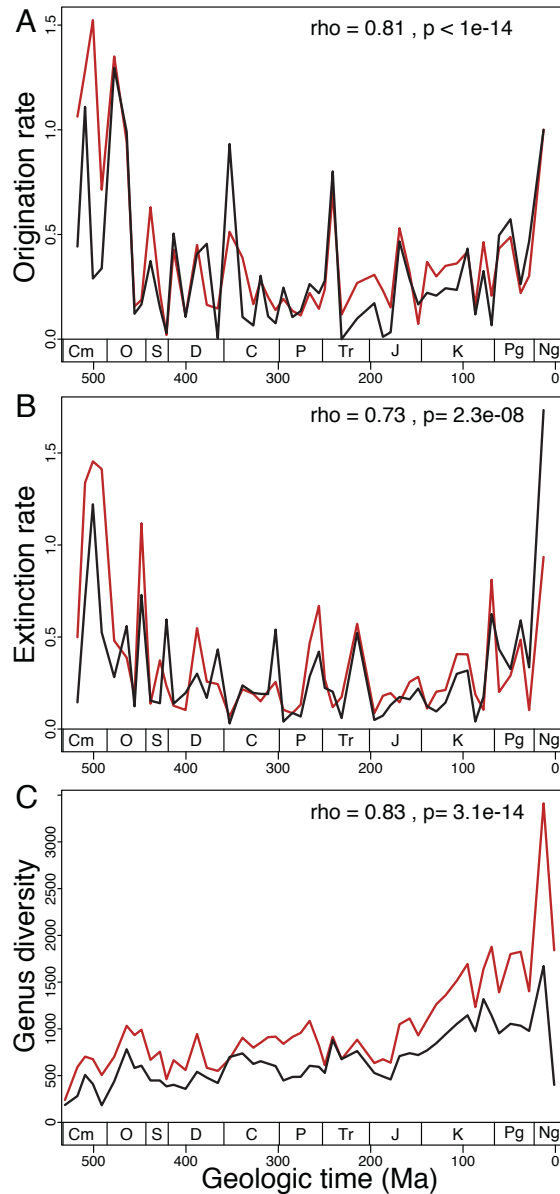 A
rho = 0.81 , p < 1e-14
Origination rate
1.5
1.0
0.5
0.0
Cm O S D C P Tr J K Pg Ng
500 400 300 200 100 0
B
rho = 0.73 , p= 2.3e-08
Extinction rate
1.5
1.0
0.5
0.0
Cm O S D C P Tr J K Pg Ng
500 400 300 200 100 0
C
rho = 0.83 , p= 3.1e-14
Genus diversity
3000
2500
2000
1500
1000
500
0
Cm O S D C P Tr J K Pg Ng
500 400 300 200 100 0
Geologic time (Ma)